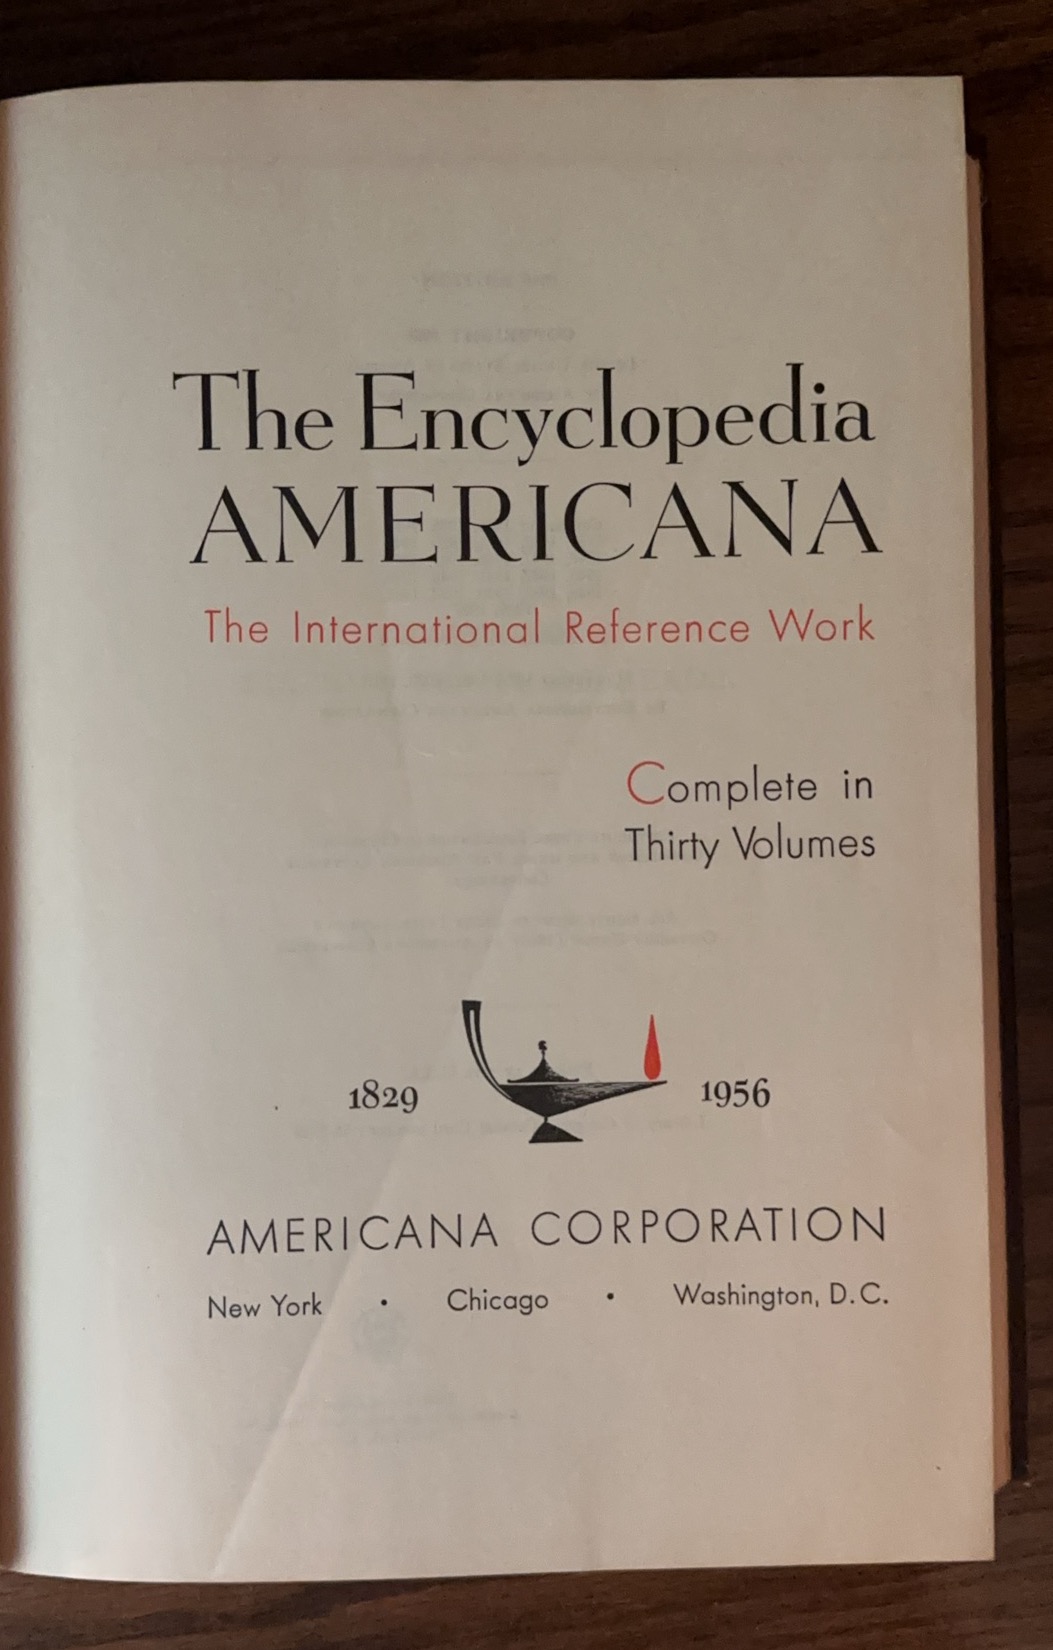 The Encyclopedia
AMERICANA
The International Reference Work
Complete in
Thirty Volumes
1829 1956
AMERICANA CORPORATION
New York • Chicago • Washington, D.C.